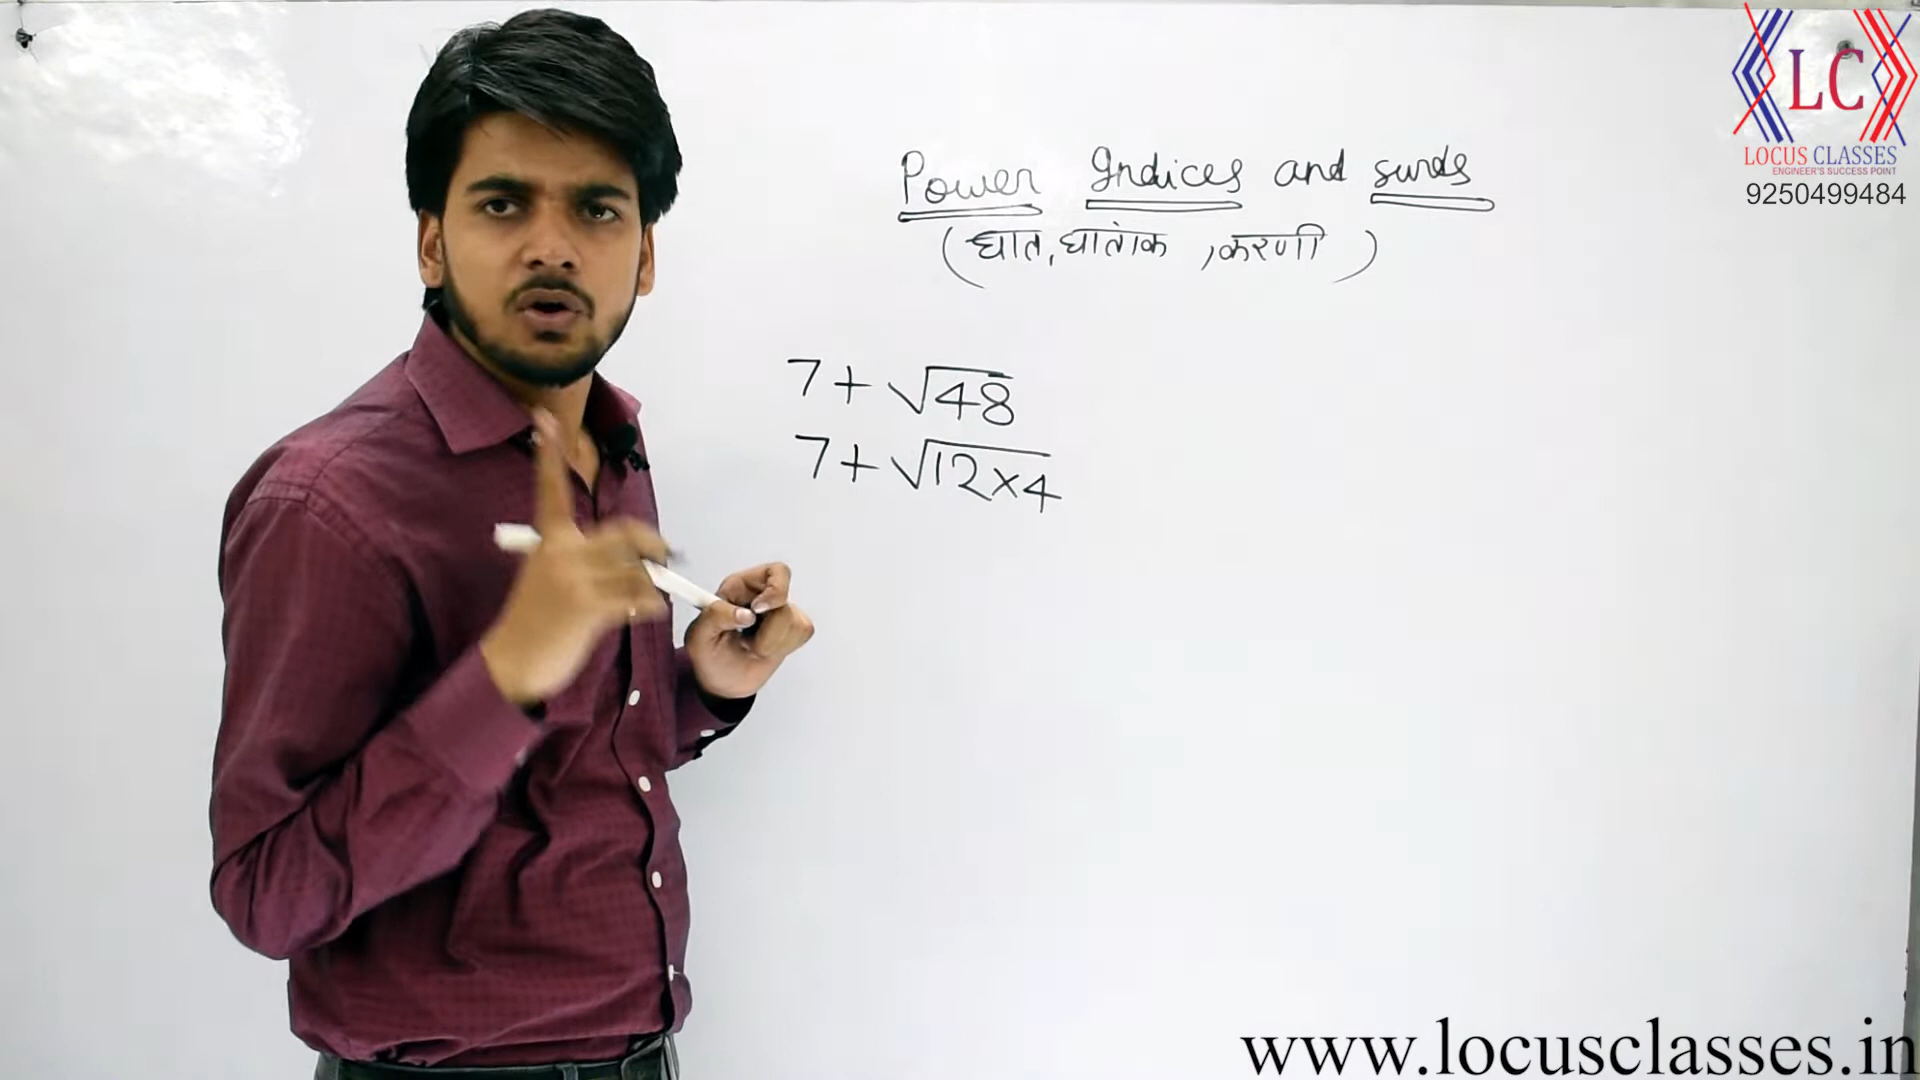 LC
LOCUS CLASSES
ENGINEER'S SUCCESS POINT
9250499484
Power Indices and surds
(घात, घातांक, करणी)
7+√48
7+√12×4
www.locusclasses.in